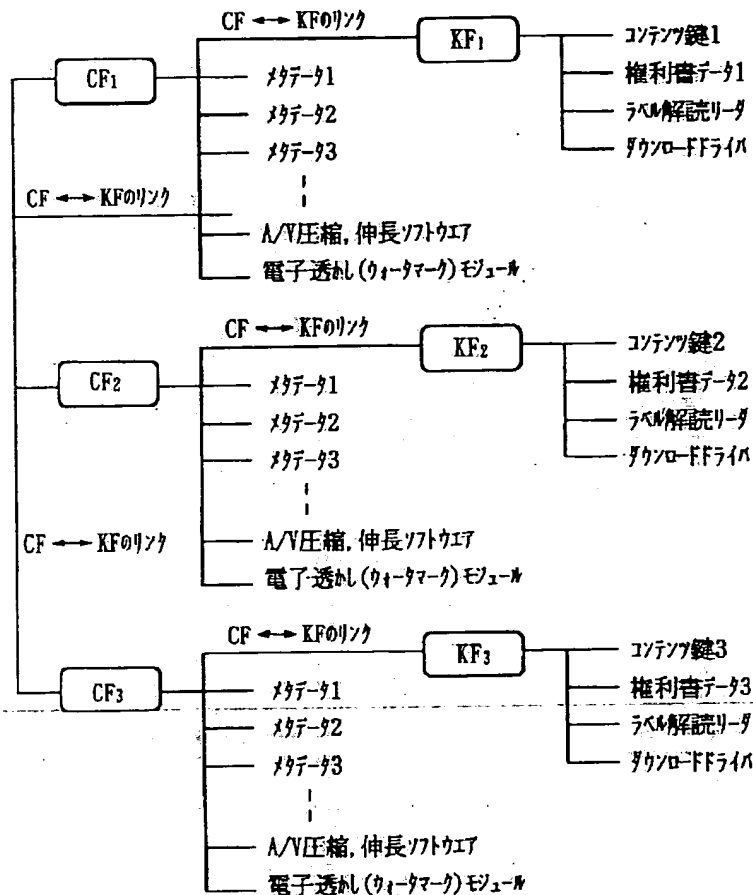 CF ←→ KFのリンク
KF1
コンテンツ鍵1
CF1
メタデータ1
権利書データ1
メタデータ2
ラベル解読リーダ
メタデータ3
ダウンロードドライバ
CF ←→ KFのリンク
A/V圧縮,伸長ソフトウエア
電子透かし(ウォータマーク)モジュール
CF ←→ KFのリンク
KF2
コンテンツ鍵2
CF2
メタデータ1
権利書データ2
メタデータ2
ラベル解読リーダ
メタデータ3
ダウンロードドライバ
CF ←→ KFのリンク
A/V圧縮,伸長ソフトウエア
電子透かし(ウォータマーク)モジュール
CF ←→ KFのリンク
KF3
コンテンツ鍵3
CF3
メタデータ1
権利書データ3
メタデータ2
ラベル解読リーダ
メタデータ3
ダウンロードドライバ
A/V圧縮,伸長ソフトウエア
電子透かし(ウォータマーク)モジュール